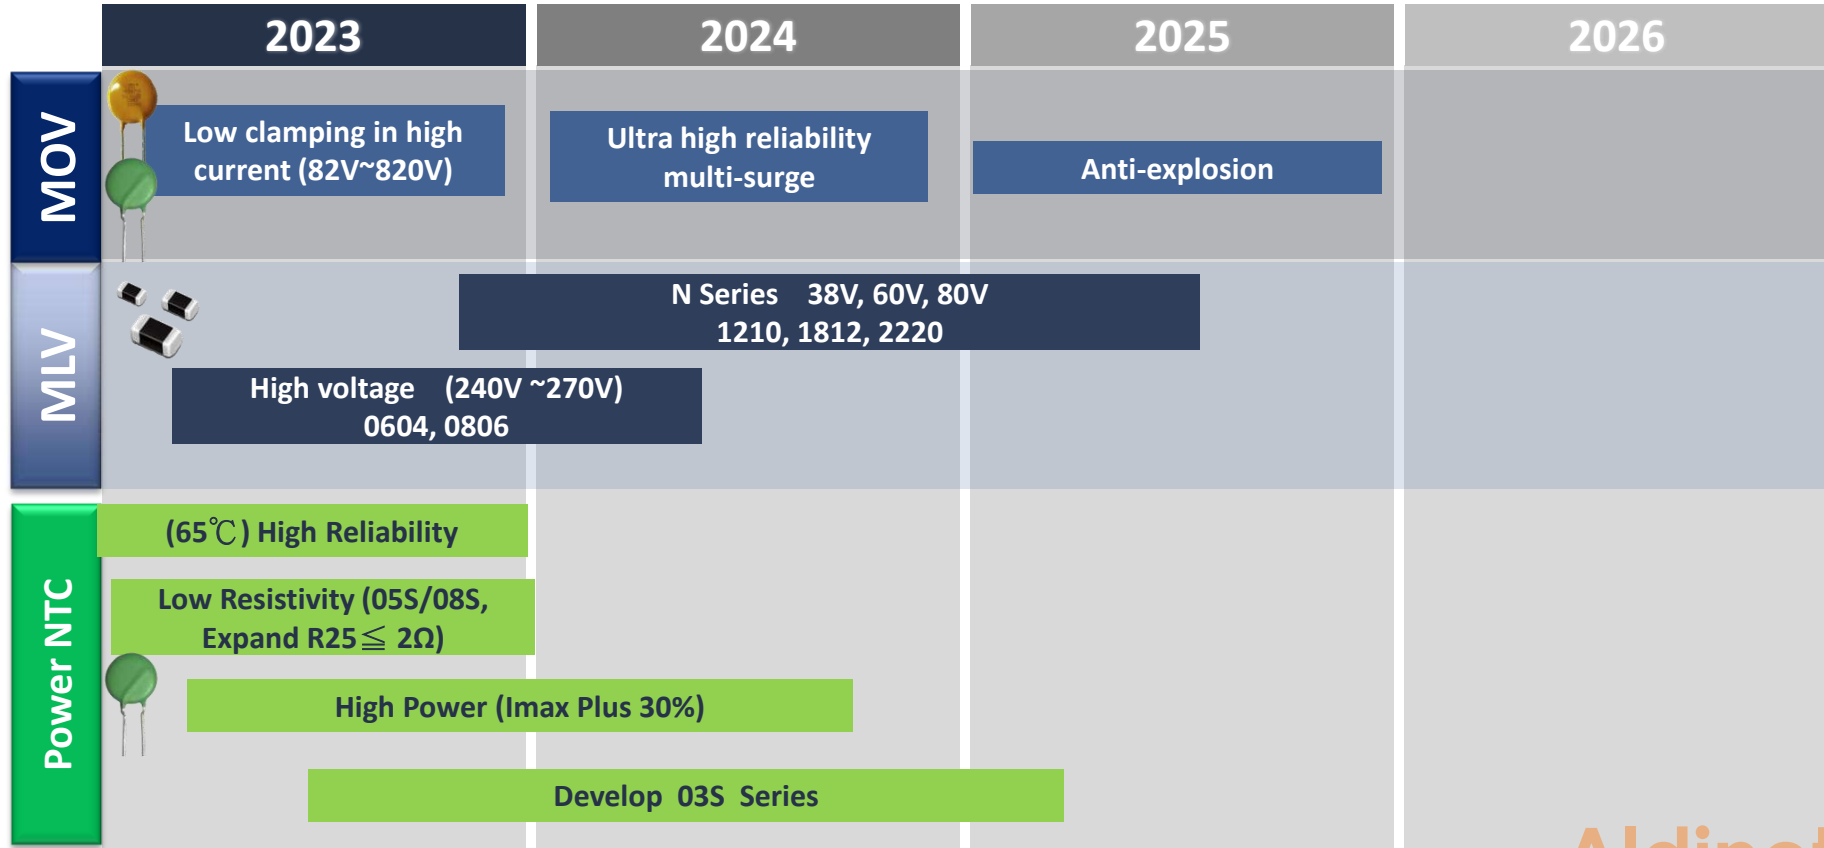 2023
2024
2025
2026
MOV
Low clamping in high
current (82V~820V)
Ultra high reliability
multi-surge
Anti-explosion
MLV
N Series 38V, 60V, 80V
1210, 1812, 2220
High voltage (240V ~270V)
0604, 0806
Power NTC
(65℃) High Reliability
Low Resistivity (05S/08S,
Expand R25≦ 2Ω)
High Power (Imax Plus 30%)
Develop 03S Series